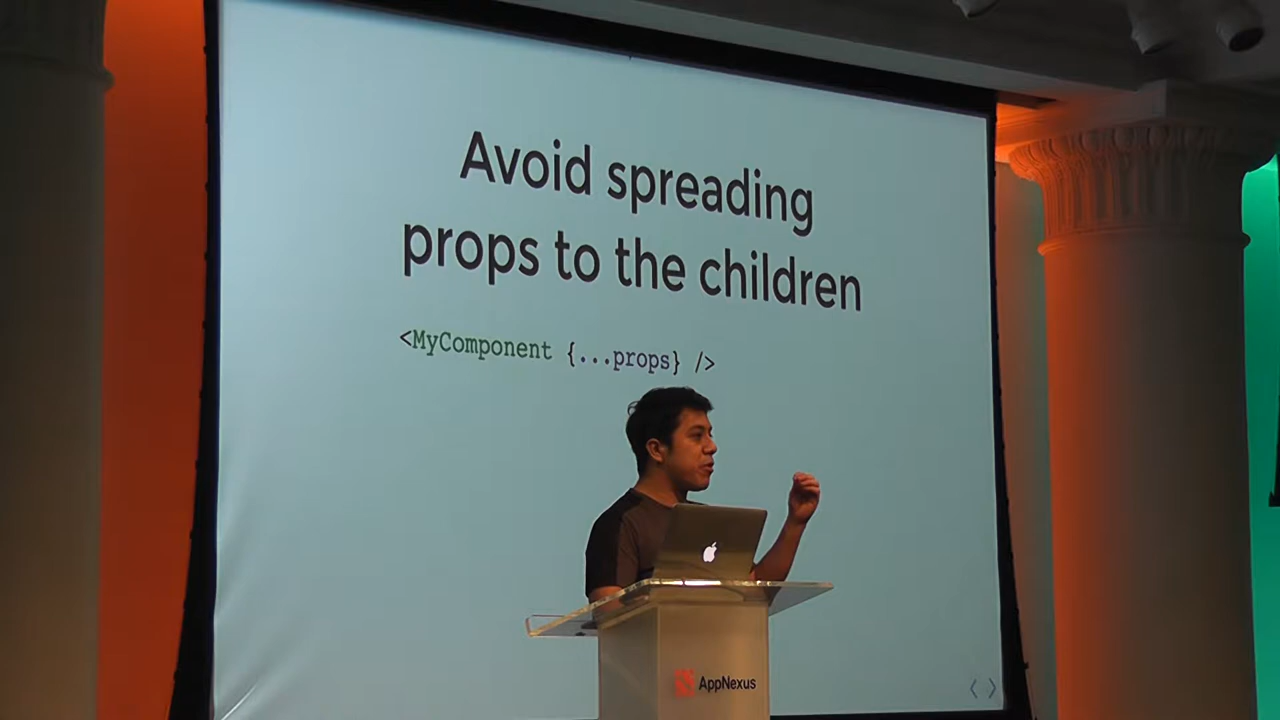 Avoid spreading
props to the children
<MyComponent {...props} />
AppNexus